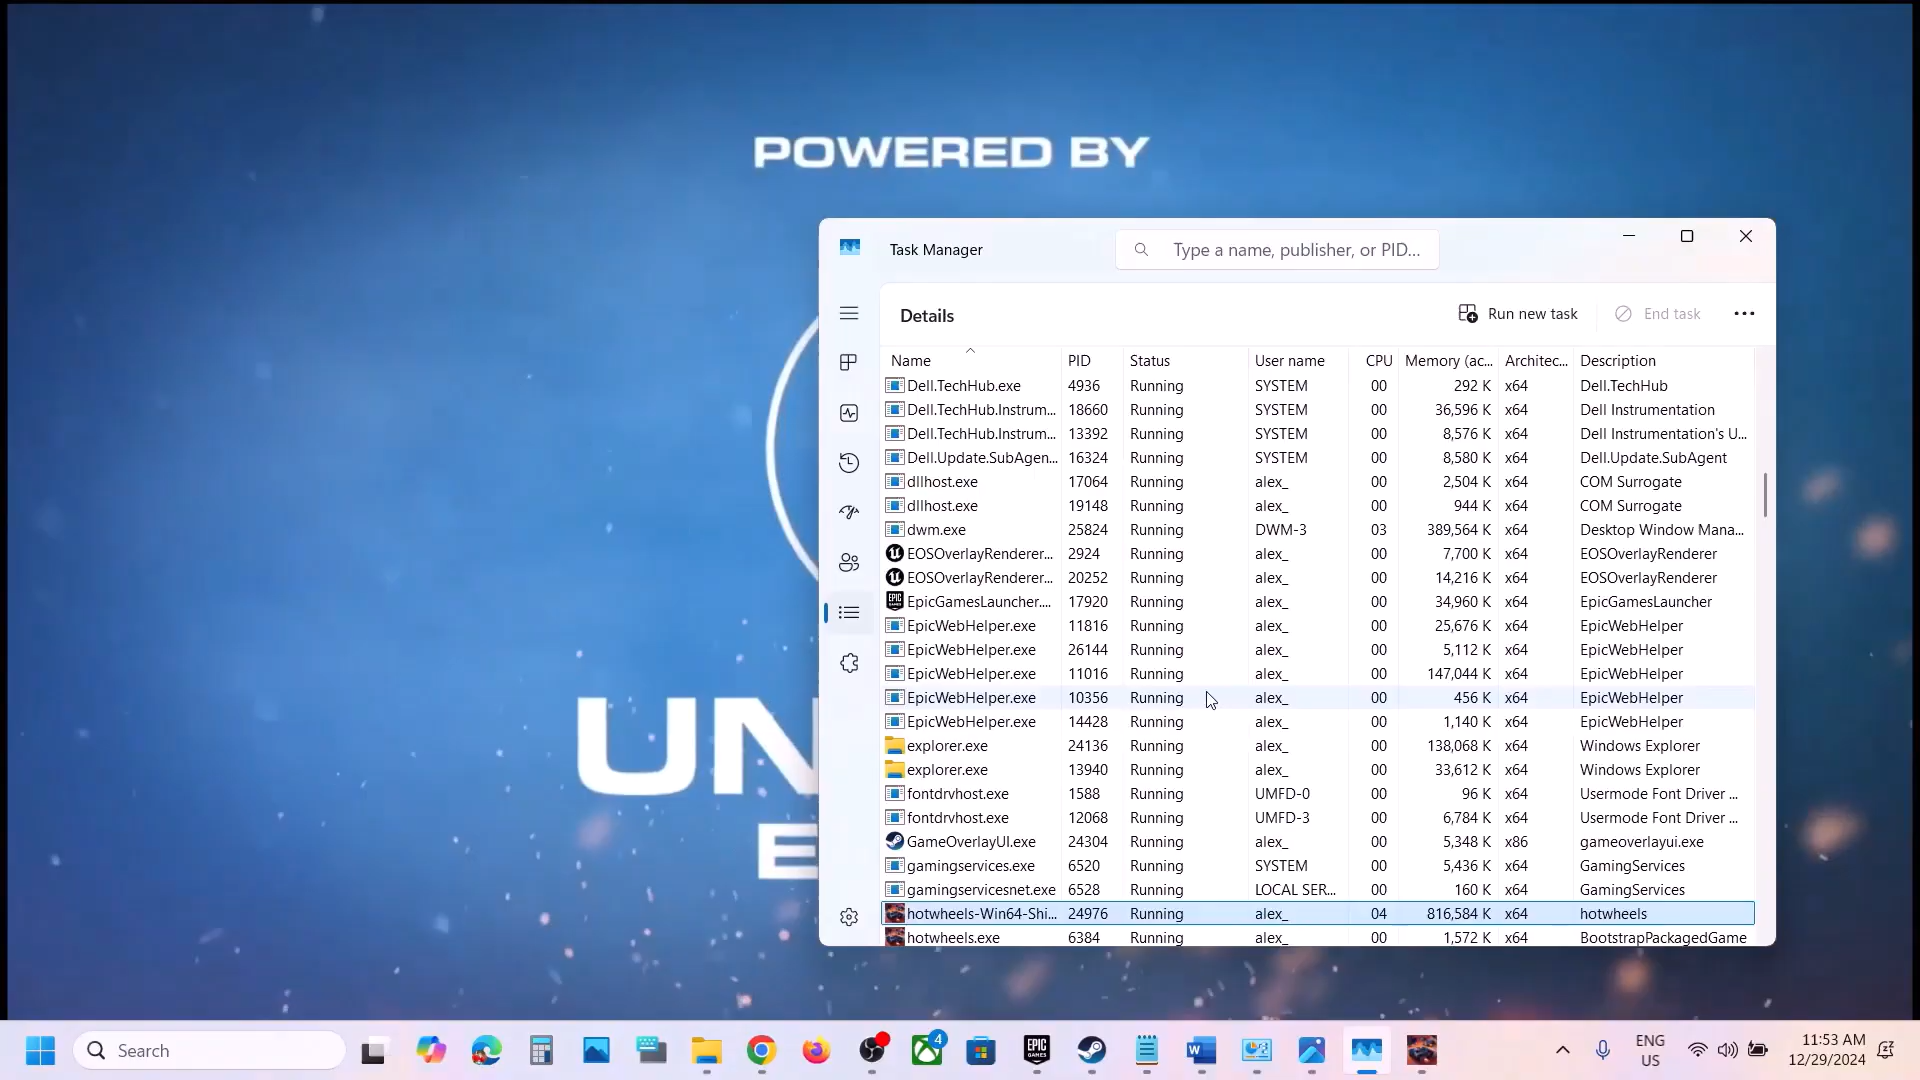 POWERED BY
UN
E
Task Manager
Type a name, publisher, or PID...
Details
Run new task
End task
Name PID Status User name CPU Memory (ac... Architec... Description
Dell.TechHub.exe 4936 Running SYSTEM 00 292 K x64 Dell.TechHub
Dell.TechHub.Instrum... 18660 Running SYSTEM 00 36,596 K x64 Dell Instrumentation
Dell.TechHub.Instrum... 13392 Running SYSTEM 00 8,576 K x64 Dell Instrumentation's U...
Dell.Update.SubAgen... 16324 Running SYSTEM 00 8,580 K x64 Dell.Update.SubAgent
dllhost.exe 17064 Running alex_ 00 2,504 K x64 COM Surrogate
dllhost.exe 19148 Running alex_ 00 944 K x64 COM Surrogate
dwm.exe 25824 Running DWM-3 03 389,564 K x64 Desktop Window Mana...
EOSOverlayRenderer... 2924 Running alex_ 00 7,700 K x64 EOSOverlayRenderer
EOSOverlayRenderer... 20252 Running alex_ 00 14,216 K x64 EOSOverlayRenderer
EpicGamesLauncher.... 17920 Running alex_ 00 34,960 K x64 EpicGamesLauncher
EpicWebHelper.exe 11816 Running alex_ 00 25,676 K x64 EpicWebHelper
EpicWebHelper.exe 26144 Running alex_ 00 5,112 K x64 EpicWebHelper
EpicWebHelper.exe 11016 Running alex_ 00 147,044 K x64 EpicWebHelper
EpicWebHelper.exe 10356 Running alex_ 00 456 K x64 EpicWebHelper
EpicWebHelper.exe 14428 Running alex_ 00 1,140 K x64 EpicWebHelper
explorer.exe 24136 Running alex_ 00 138,068 K x64 Windows Explorer
explorer.exe 13940 Running alex_ 00 33,612 K x64 Windows Explorer
fontdrvhost.exe 1588 Running UMFD-0 00 96 K x64 Usermode Font Driver ...
fontdrvhost.exe 12068 Running UMFD-3 00 6,784 K x64 Usermode Font Driver ...
GameOverlayUI.exe 24304 Running alex_ 00 5,348 K x86 gameoverlayui.exe
gamingservices.exe 6520 Running SYSTEM 00 5,436 K x64 GamingServices
gamingservicesnet.exe 6528 Running LOCAL SER... 00 160 K x64 GamingServices
hotwheels-Win64-Shi... 24976 Running alex_ 04 816,584 K x64 hotwheels
hotwheels.exe 6384 Running alex_ 00 1,572 K x64 BootstrapPackagedGame
Search
4
EPIC GAMES
ENG
US
11:53 AM
12/29/2024